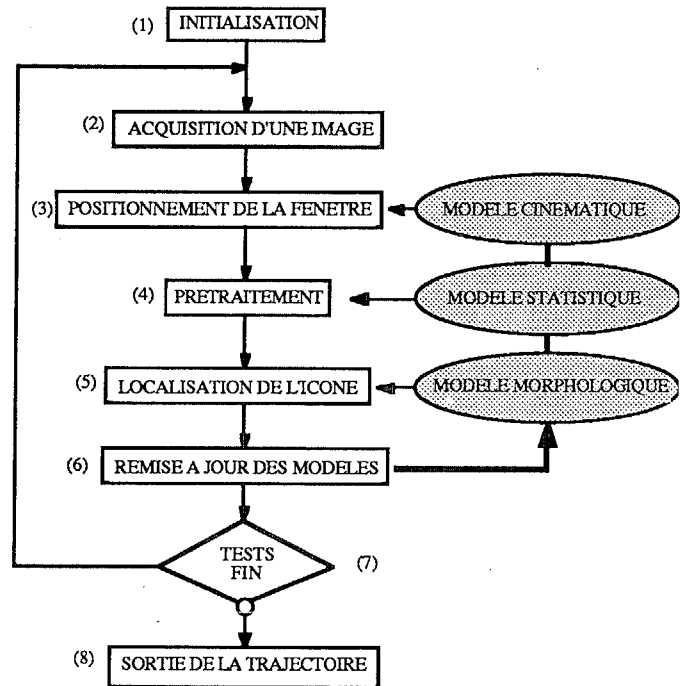 (1) INITIALISATION
(2) ACQUISITION D'UNE IMAGE
(3) POSITIONNEMENT DE LA FENETRE
MODELE CINEMATIQUE
(4) PRETRAITEMENT
MODELE STATISTIQUE
(5) LOCALISATION DE L'ICONE
MODELE MORPHOLOGIQUE
(6) REMISE A JOUR DES MODELES
TESTS
FIN
(7)
(8) SORTIE DE LA TRAJECTOIRE